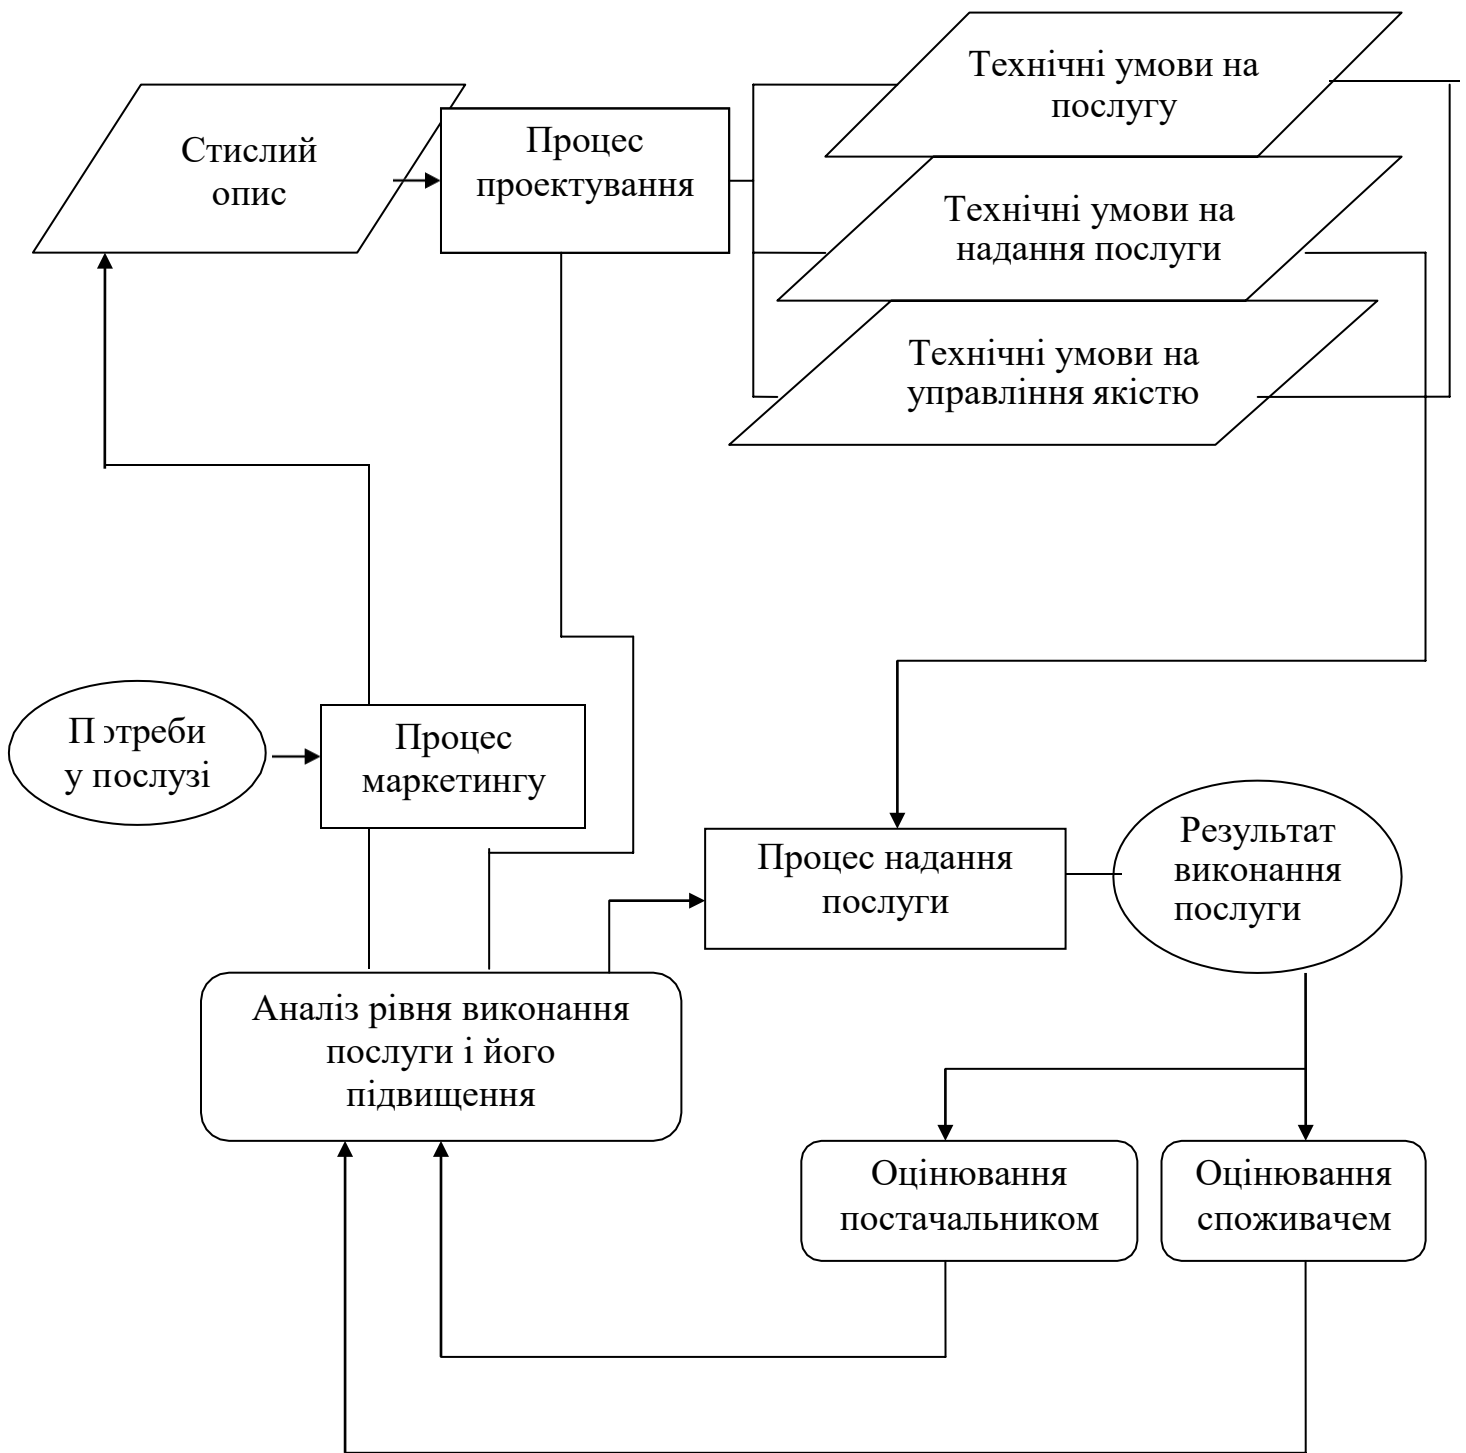 Стислий
опис
Процес
проектування
Технічні умови на
послугу
Технічні умови на
надання послуги
Технічні умови на
управління якістю
Потреби
у послузі
Процес
маркетингу
Процес надання
послуги
Результат
виконання
послуги
Аналіз рівня виконання
послуги і його
підвищення
Оцінювання
постачальником
Оцінювання
споживачем